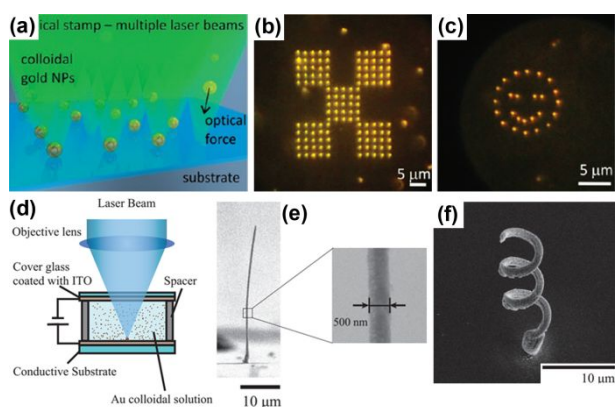 (a)
ical stamp – multiple laser beams
colloidal
gold NPs
optical
force
substrate
(b)
5 μm
(c)
5 μm
(d)
Laser Beam
Objective lens
Cover glass
coated with ITO
Spacer
Conductive Substrate
Au colloidal solution
10 μm
(e)
500 nm
(f)
10 μm